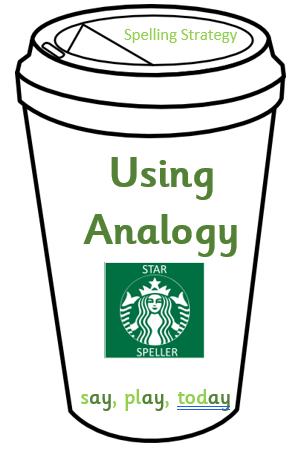 Spelling Strategy
Using
Analogy
STAR
SPELLER
say, play, today